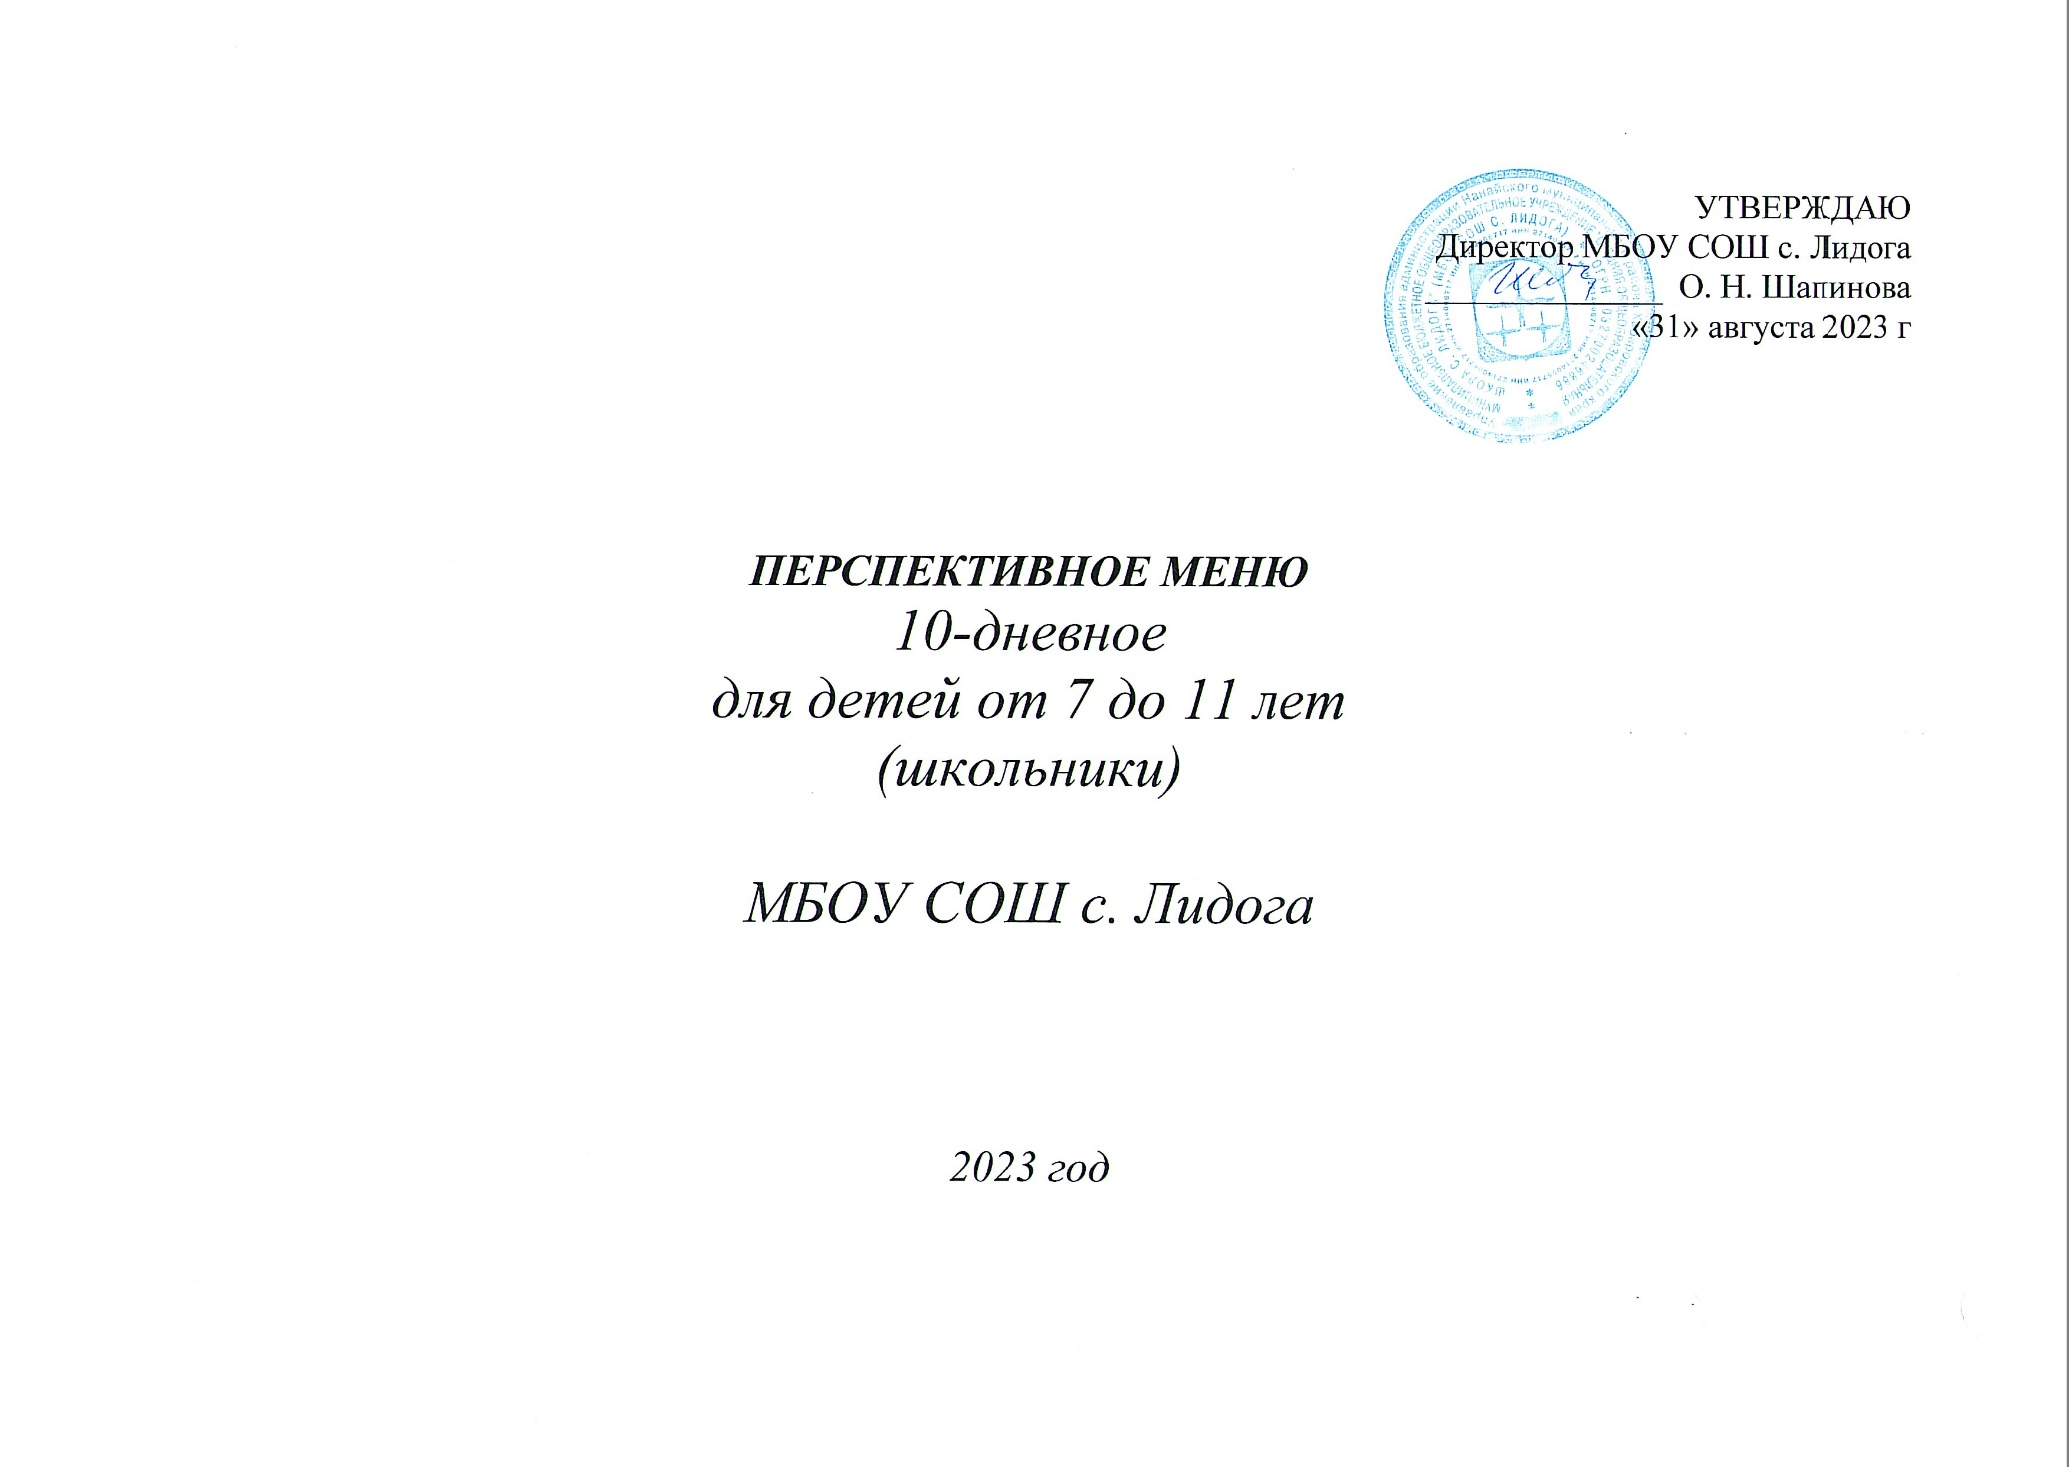 УТВЕРЖДАЮ
Директор МБОУ СОШ с. Лидога
О. Н. Шапинова
«31» августа 2023 г
ПЕРСПЕКТИВНОЕ МЕНЮ
10-дневное
для детей от 7 до 11 лет
(школьники)
МБОУ СОШ с. Лидога
2023 год